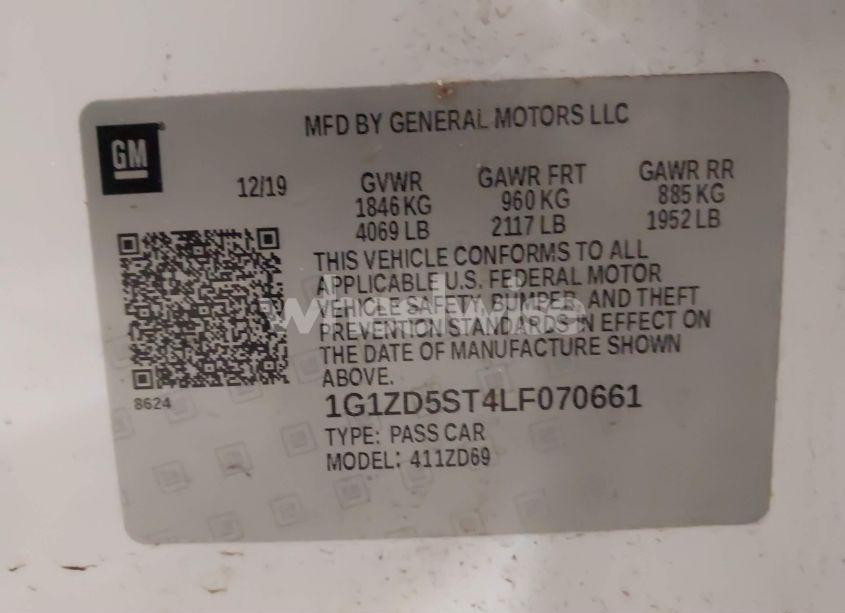 MFD BY GENERAL MOTORS LLC
GM
12/19
GVWR GAWR FRT GAWR RR
1846 KG 960 KG 885 KG
4069 LB 2117 LB 1952 LB
THIS VEHICLE CONFORMS TO ALL
APPLICABLE U.S. FEDERAL MOTOR
VEHICLE SAFETY, BUMPER, AND THEFT
PREVENTION STANDARDS IN EFFECT ON
THE DATE OF MANUFACTURE SHOWN
ABOVE.
8624
1G1ZD5ST4LF070661
TYPE: PASS CAR
MODEL: 411ZD69